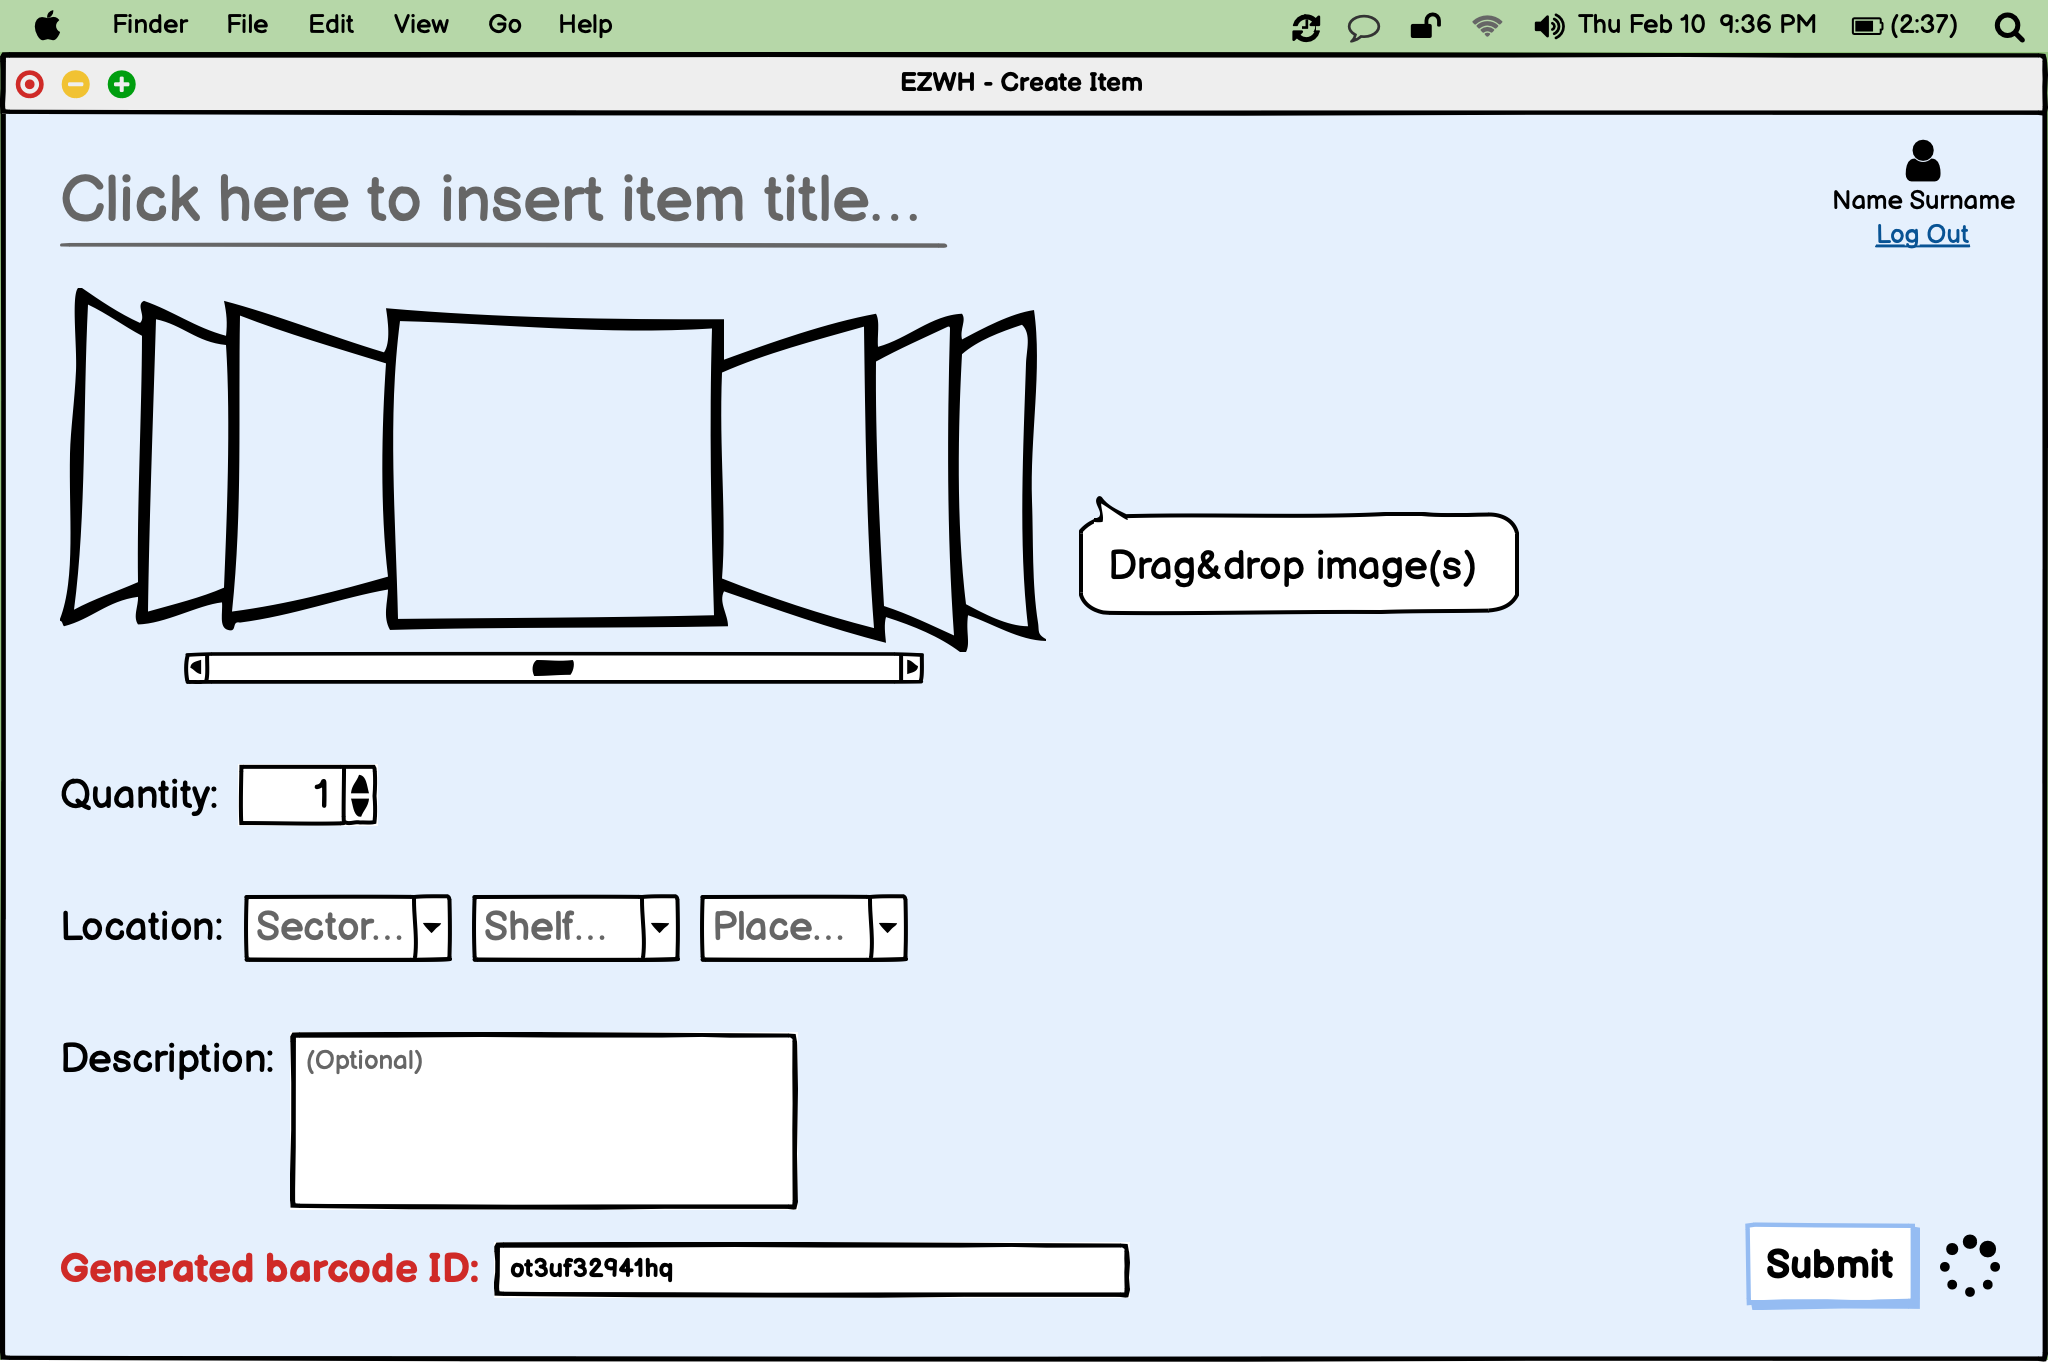 Finder File Edit View Go Help Thu Feb 10 9:36 PM (2:37)
EZWH - Create Item
Name Surname
Log Out
Click here to insert item title...
Drag&drop image(s)
Quantity: 1
Location: Sector... Shelf... Place...
Description: (Optional)
Generated barcode ID: ot3uf32941hq
Submit